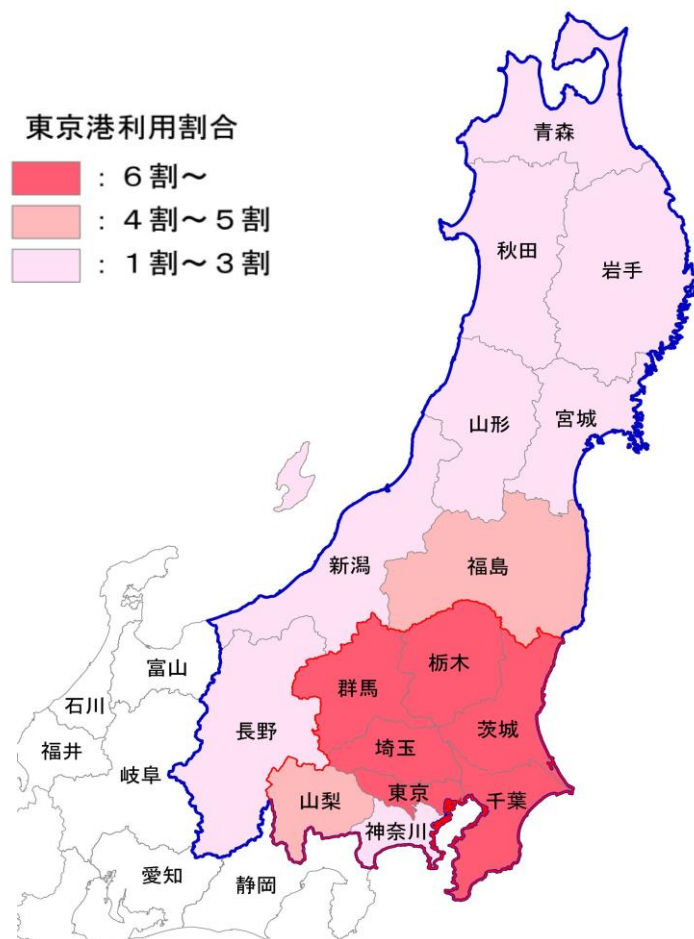 東京港利用割合
：６割～
：４割～５割
：１割～３割
青森
秋田
岩手
山形
宮城
新潟
福島
富山
石川
福井
岐阜
長野
群馬
栃木
茨城
埼玉
東京
千葉
山梨
神奈川
愛知
静岡